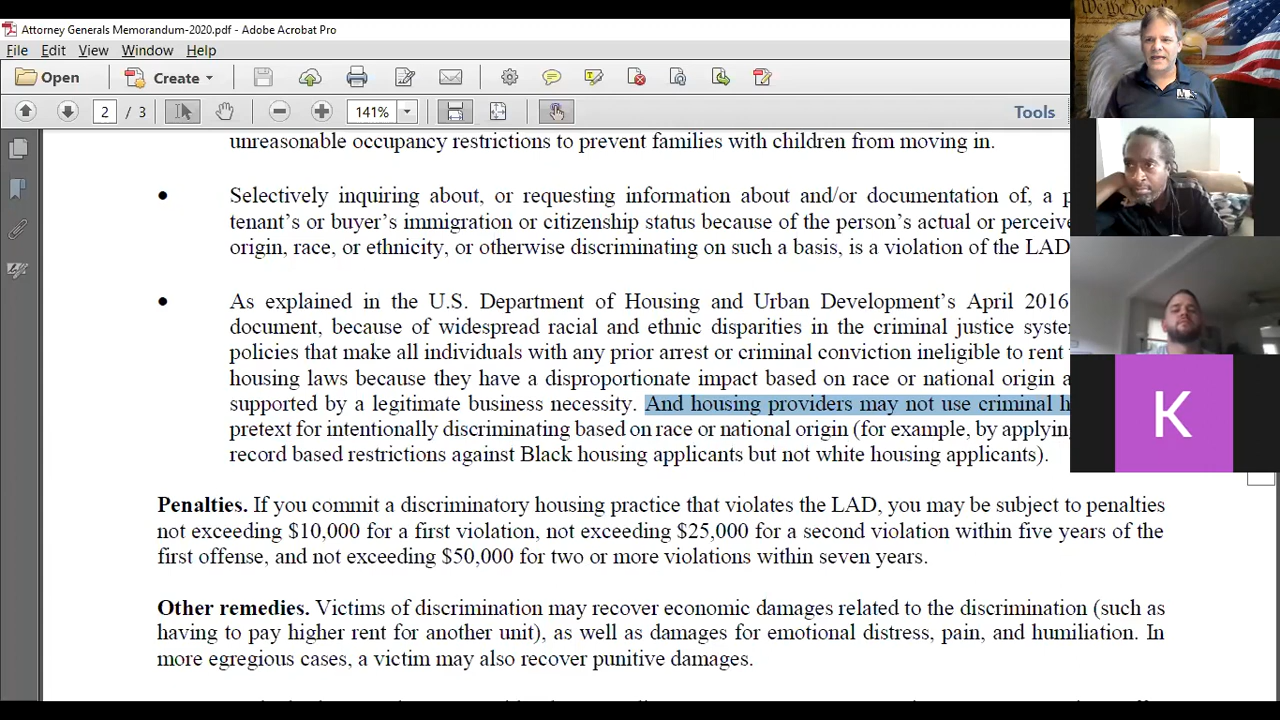 Attorney Generals Memorandum-2020.pdf - Adobe Acrobat Pro
We the People
File Edit View Window Help
Open Create
2 / 3 141% Tools
unreasonable occupancy restrictions to prevent families with children from moving in.
• Selectively inquiring about, or requesting information about and/or documentation of, a
tenant's or buyer's immigration or citizenship status because of the person's actual or
origin, race, or ethnicity, or otherwise discriminating on such a basis, is a violation of the LAD
• As explained in the U.S. Department of Housing and Urban Development's April 2016
document, because of widespread racial and ethnic disparities in the criminal justice
policies that make all individuals with any prior arrest or criminal conviction ineligible to rent
housing laws because they have a disproportionate impact based on race or national origin
supported by a legitimate business necessity. And housing providers may not use criminal
pretext for intentionally discriminating based on race or national origin (for example, by
record based restrictions against Black housing applicants but not white housing applicants).
Penalties. If you commit a discriminatory housing practice that violates the LAD, you may be subject to penalties
not exceeding $10,000 for a first violation, not exceeding $25,000 for a second violation within five years of the
first offense, and not exceeding $50,000 for two or more violations within seven years.
Other remedies. Victims of discrimination may recover economic damages related to the discrimination (such as
having to pay higher rent for another unit), as well as damages for emotional distress, pain, and humiliation. In
more egregious cases, a victim may also recover punitive damages.
K